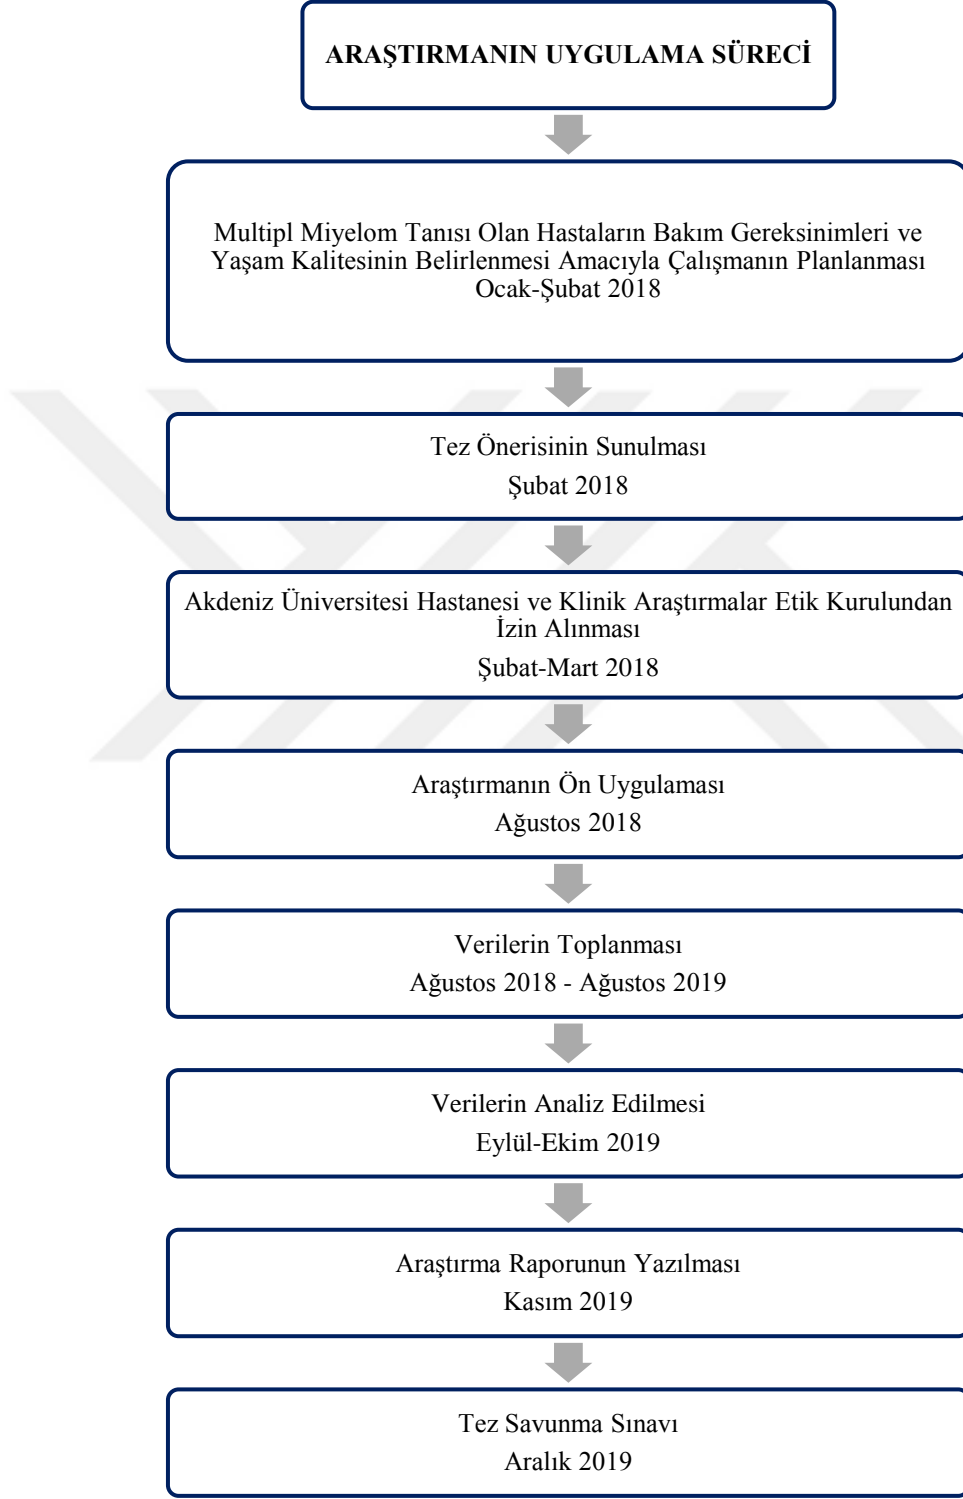 ARAŞTIRMANIN UYGULAMA SÜRECİ
Multipl Miyelom Tanısı Olan Hastaların Bakım Gereksinimleri ve
Yaşam Kalitesinin Belirlenmesi Amacıyla Çalışmanın Planlanması
Ocak-Şubat 2018
Tez Önerisinin Sunulması
Şubat 2018
Akdeniz Üniversitesi Hastanesi ve Klinik Araştırmalar Etik Kurulundan
İzin Alınması
Şubat-Mart 2018
Araştırmanın Ön Uygulaması
Ağustos 2018
Verilerin Toplanması
Ağustos 2018 - Ağustos 2019
Verilerin Analiz Edilmesi
Eylül-Ekim 2019
Araştırma Raporunun Yazılması
Kasım 2019
Tez Savunma Sınavı
Aralık 2019